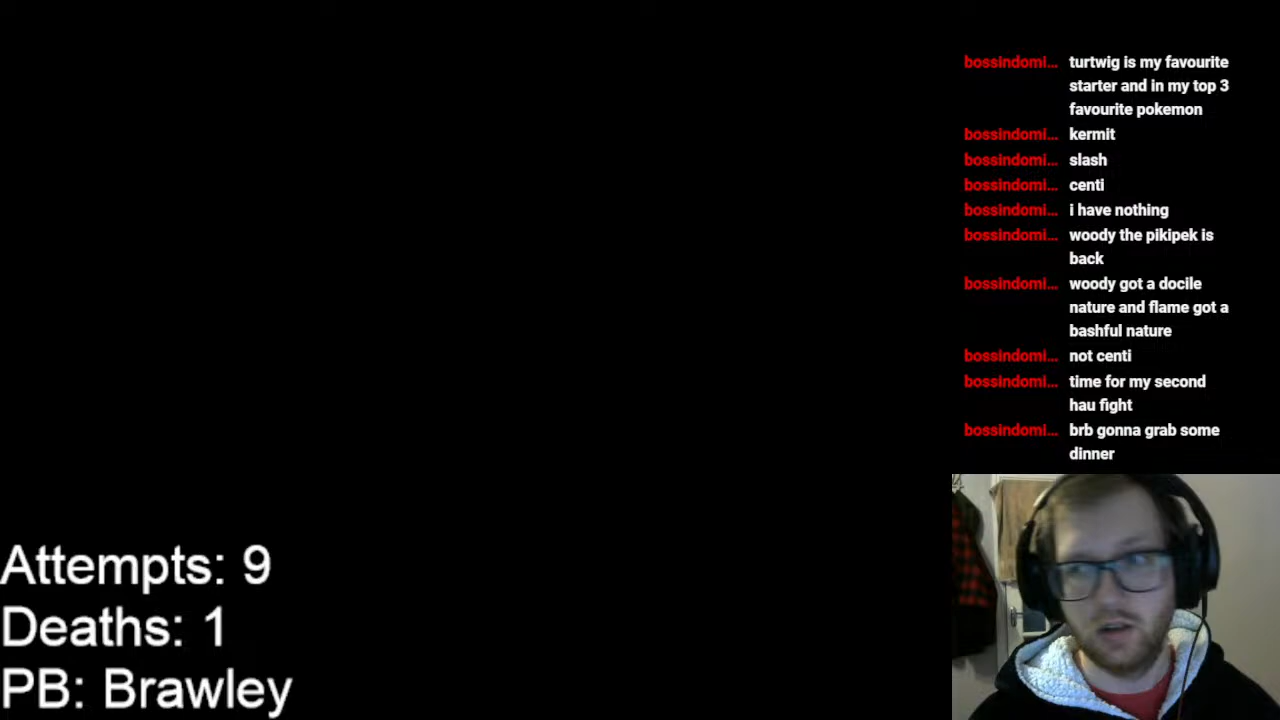 bossindomi... turtwig is my favourite
starter and in my top 3
favourite pokemon
bossindomi... kermit
bossindomi... slash
bossindomi... centi
bossindomi... i have nothing
bossindomi... woody the pikipek is
back
bossindomi... woody got a docile
nature and flame got a
bashful nature
bossindomi... not centi
bossindomi... time for my second
hau fight
bossindomi... brb gonna grab some
dinner
Attempts: 9
Deaths: 1
PB: Brawley